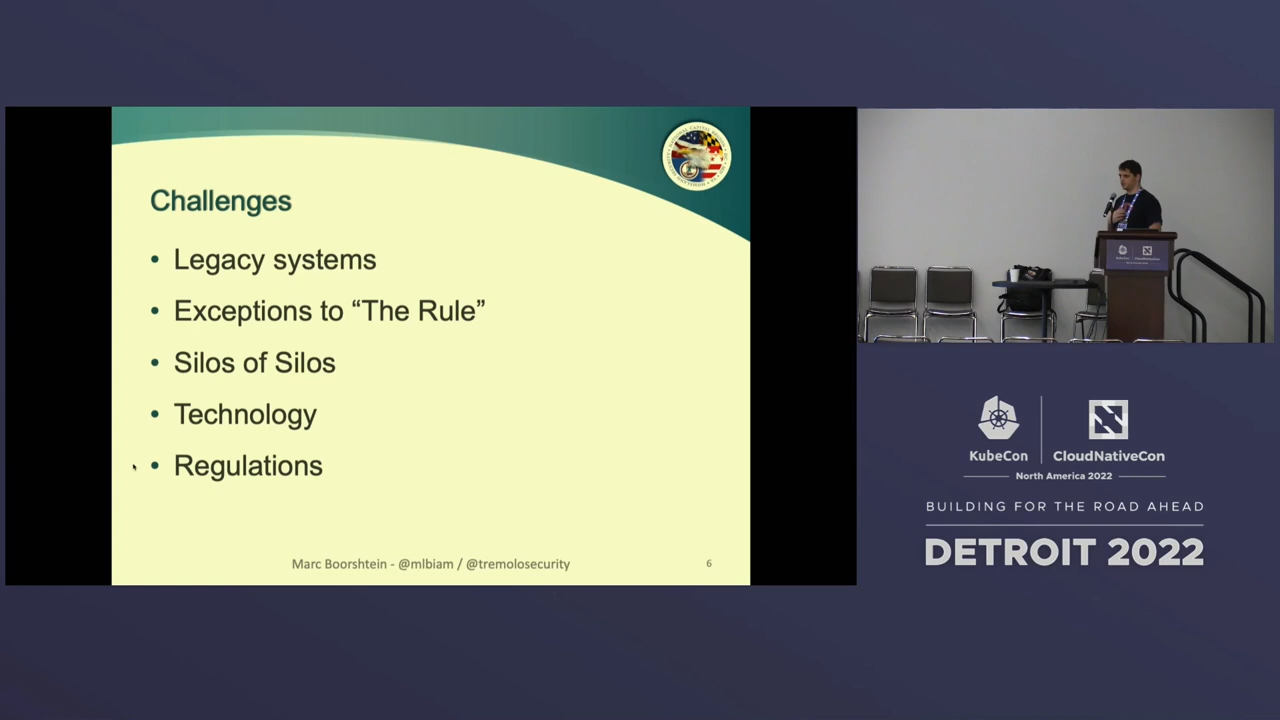 Challenges
• Legacy systems
• Exceptions to “The Rule”
• Silos of Silos
• Technology
• Regulations
Marc Boorshtein - @mlbiam / @tremolosecurity
6
KubeCon
CloudNativeCon
North America 2022
BUILDING FOR THE ROAD AHEAD
DETROIT 2022